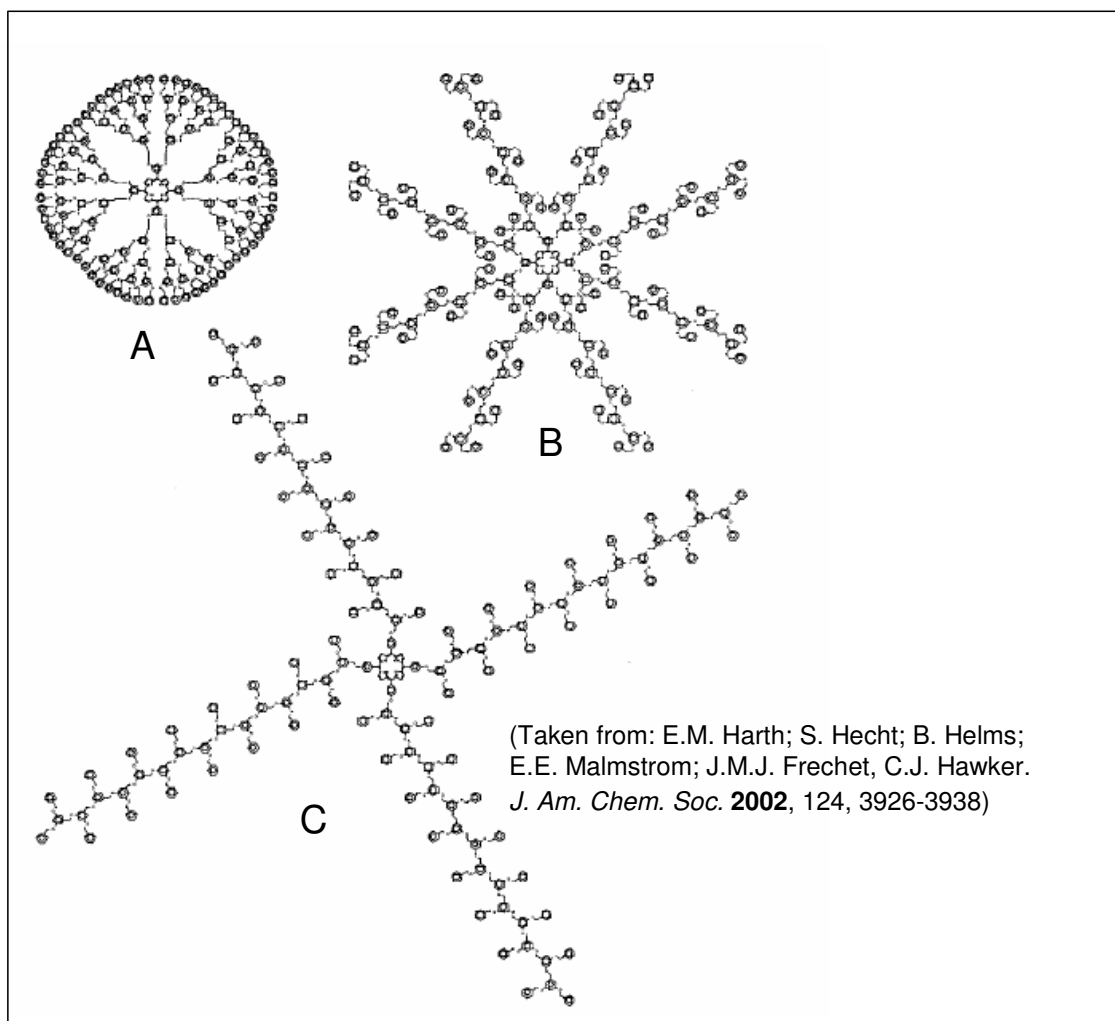 A
B
C
(Taken from: E.M. Harth; S. Hecht; B. Helms;
E.E. Malmstrom; J.M.J. Frechet, C.J. Hawker.
J. Am. Chem. Soc. 2002, 124, 3926-3938)